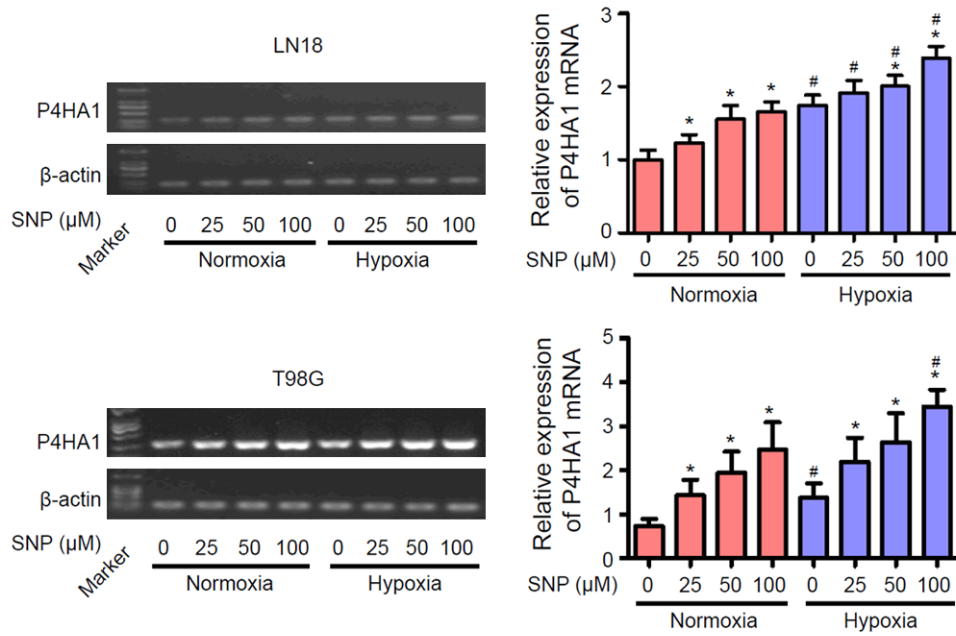 LN18
P4HA1
β-actin
SNP (µM) 0 25 50 100 0 25 50 100
Marker
Normoxia Hypoxia
Relative expression
of P4HA1 mRNA
3
2
1
0
* * * # # # * # *
SNP (µM) 0 25 50 100 0 25 50 100
Normoxia Hypoxia
T98G
P4HA1
β-actin
SNP (µM) 0 25 50 100 0 25 50 100
Marker
Normoxia Hypoxia
Relative expression
of P4HA1 mRNA
5
4
3
2
1
0
* * * # * * # *
SNP (µM) 0 25 50 100 0 25 50 100
Normoxia Hypoxia